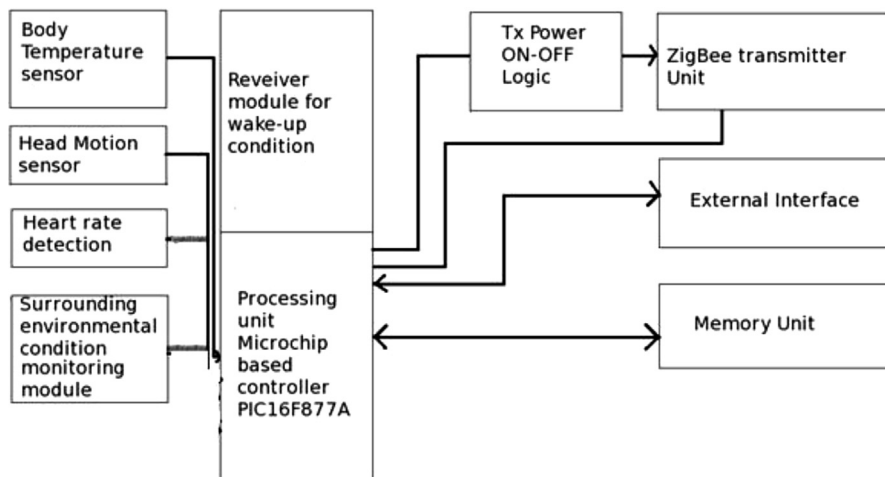 Body
Temperature
sensor
Head Motion
sensor
Heart rate
detection
Surrounding
environmental
condition
monitoring
module
Reveiver
module for
wake-up
condition
Processing
unit
Microchip
based
controller
PIC16F877A
Tx Power
ON-OFF
Logic
ZigBee transmitter
Unit
External Interface
Memory Unit